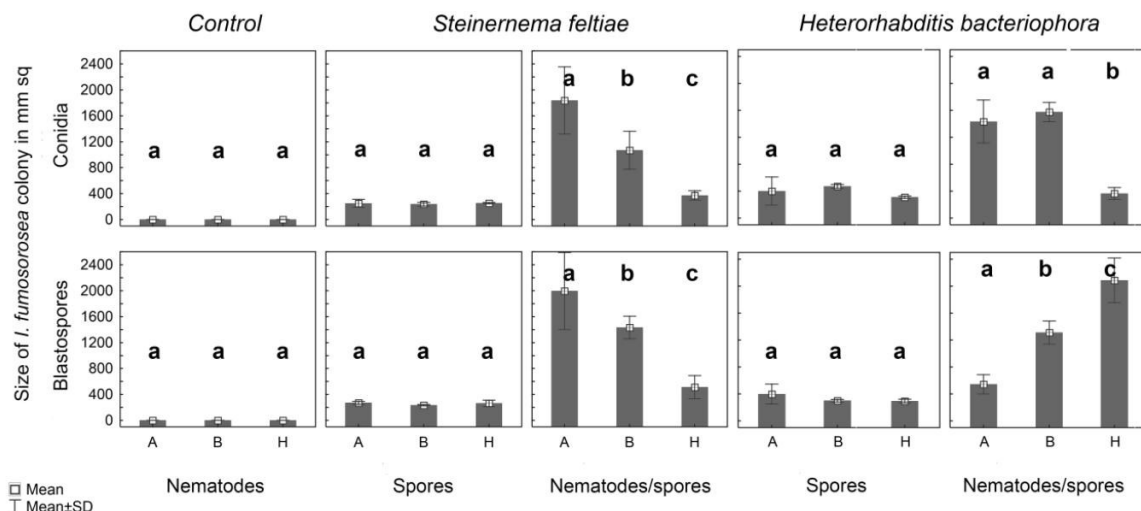 Control Steinernema feltiae Heterorhabditis bacteriophora
Size of I. fumosorosea colony in mm sq
Conidia
2400
2000
1600
1200
800
400
0
a a a
a a a
a b c
a a a
a a b
Blastospores
2400
2000
1600
1200
800
400
0
a a a
a a a
a b c
a a a
a b c
A B H A B H A B H A B H A B H
Nematodes Spores Nematodes/spores Spores Nematodes/spores
Mean
Mean±SD